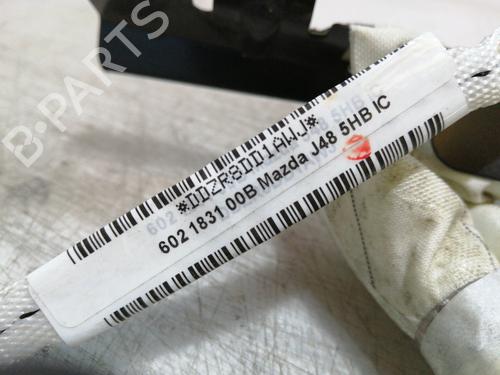 B-PARTS
*DDZR8DD1AWJ*
602 1831 00B Mazda J48 5HB IC